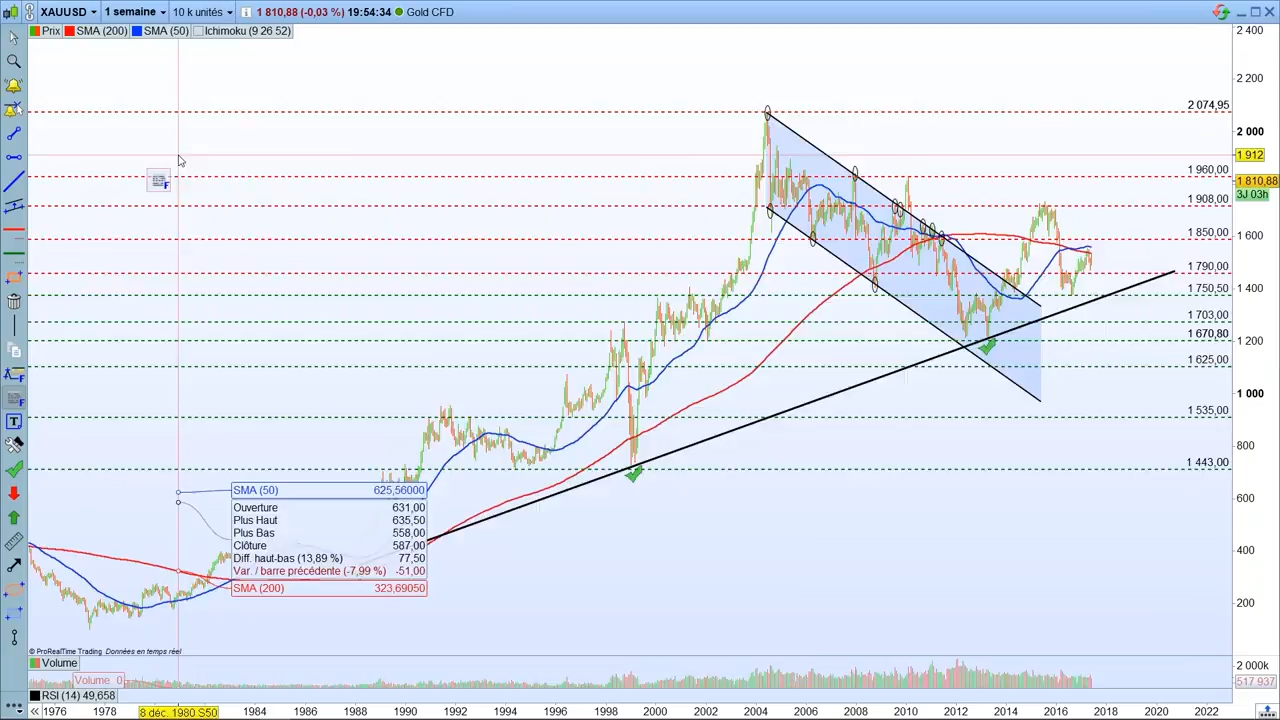 XAUUSD 1 semaine 10 k unités 1 810,88 (-0,03 %) 19:54:34 Gold CFD
Prix SMA (200) SMA (50) Ichimoku (9 26 52)
2 400
2 200
2 074,95
2 000
1 912
1 960,00
1 810,88
3J 03h
1 908,00
1 850,00
1 600
1 790,00
1 750,50
1 400
1 703,00
1 670,80
1 200
1 625,00
1 000
1 535,00
800
1 443,00
600
400
200
SMA (50) 625,56000
Ouverture 631,00
Plus Haut 635,50
Plus Bas 558,00
Clôture 587,00
Diff. haut-bas (13,89 %) 77,50
Var. / barre précédente (-7,99 %) -51,00
SMA (200) 323,69050
© ProRealTime Trading Données en temps réel
Volume
2 000k
Volume 0
517 937
RSI (14) 49,658
1976 1978 8 déc. 1980 S50 1984 1986 1988 1990 1992 1994 1996 1998 2000 2002 2004 2006 2008 2010 2012 2014 2016 2018 2020 2022